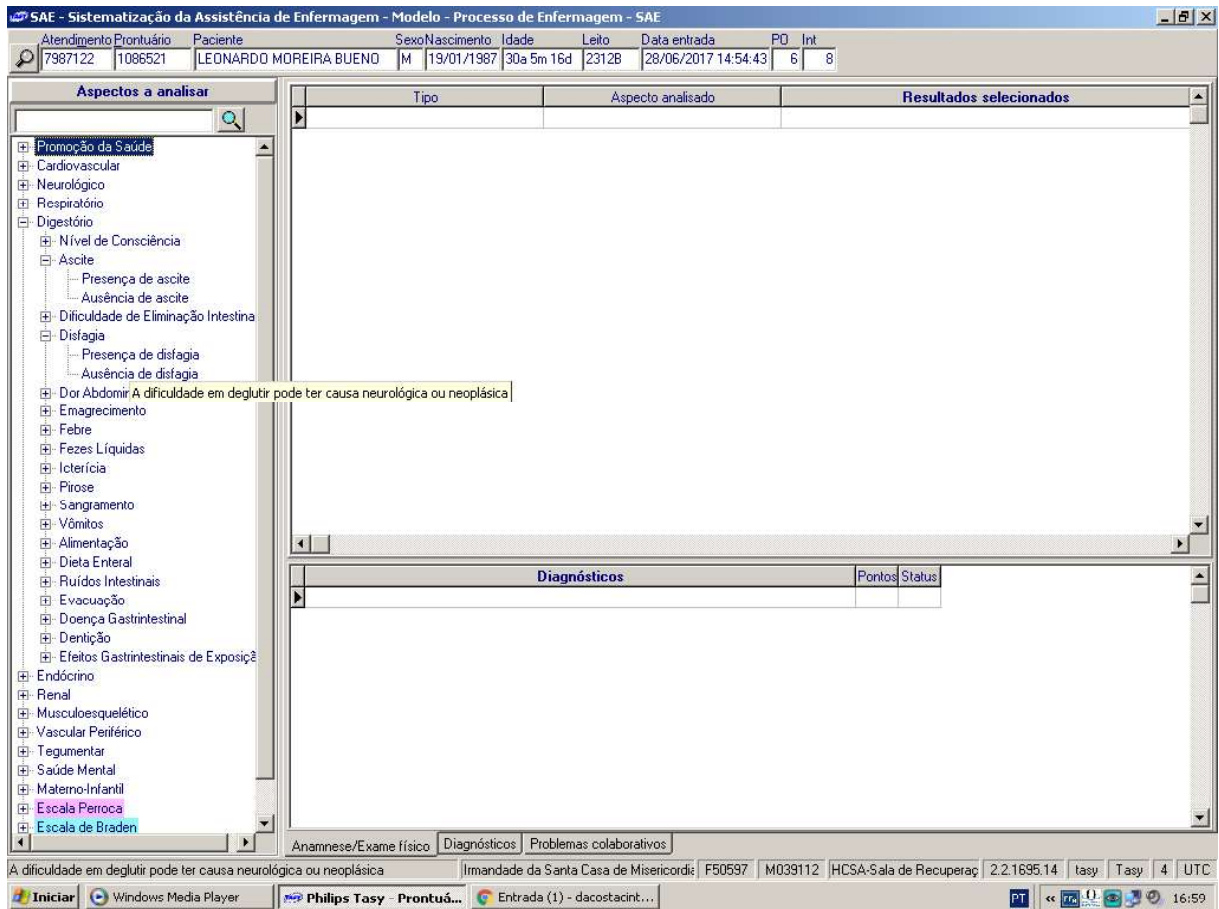 SAE - Sistematização da Assistência de Enfermagem - Modelo - Processo de Enfermagem - SAE
Atendimento Prontuário Paciente Sexo Nascimento Idade Leito Data entrada PO Int
7987122 1086521 LEONARDO MOREIRA BUENO M 19/01/1987 30a 5m 16d 2312B 28/06/2017 14:54:43 6 8
Aspectos a analisar
Tipo Aspecto analisado Resultados selecionados
Promoção da Saúde
Cardiovascular
Neurológico
Respiratório
Digestório
Nível de Consciência
Ascite
Presença de ascite
Ausência de ascite
Dificuldade de Eliminação Intestina
Disfagia
Presença de disfagia
Ausência de disfagia
Dor Abdomir A dificuldade em deglutir pode ter causa neurológica ou neoplásica
Emagrecimento
Febre
Fezes Líquidas
Icterícia
Pirose
Sangramento
Vômitos
Alimentação
Dieta Enteral
Ruídos Intestinais
Evacuação
Doença Gastrintestinal
Dentição
Efeitos Gastrintestinais de Exposiçã
Endócrino
Renal
Musculoesquelético
Vascular Periférico
Tegumentar
Saúde Mental
Materno-Infantil
Escala Perroca
Escala de Braden
Diagnósticos Pontos Status
Anamnese/Exame físico Diagnósticos Problemas colaborativos
A dificuldade em deglutir pode ter causa neurológica ou neoplásica Irmandade da Santa Casa de Misericordia F50597 M039112 HCSA-Sala de Recuperaç 2.2.1695.14 tasy Tasy 4 UTC
Iniciar Windows Media Player Philips Tasy - Prontuá... Entrada (1) - dacostacint... PT « 16:59